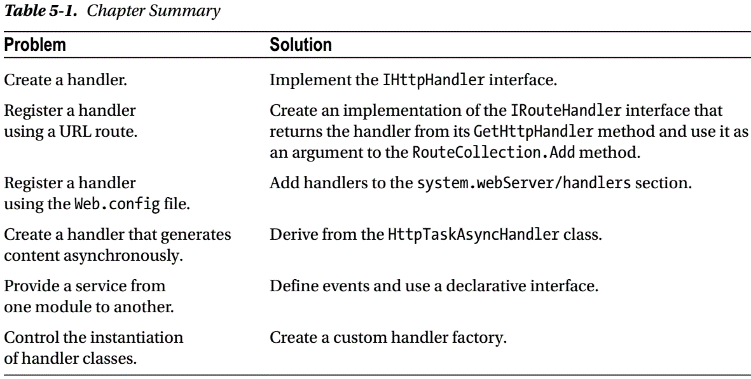 Table 5-1. Chapter Summary
Problem Solution
Create a handler. Implement the IHttpHandler interface.
Register a handler Create an implementation of the IRouteHandler interface that
using a URL route. returns the handler from its GetHttpHandler method and use it as
an argument to the RouteCollection.Add method.
Register a handler Add handlers to the system.webServer/handlers section.
using the Web.config file.
Create a handler that generates Derive from the HttpTaskAsyncHandler class.
content asynchronously.
Provide a service from Define events and use a declarative interface.
one module to another.
Control the instantiation Create a custom handler factory.
of handler classes.